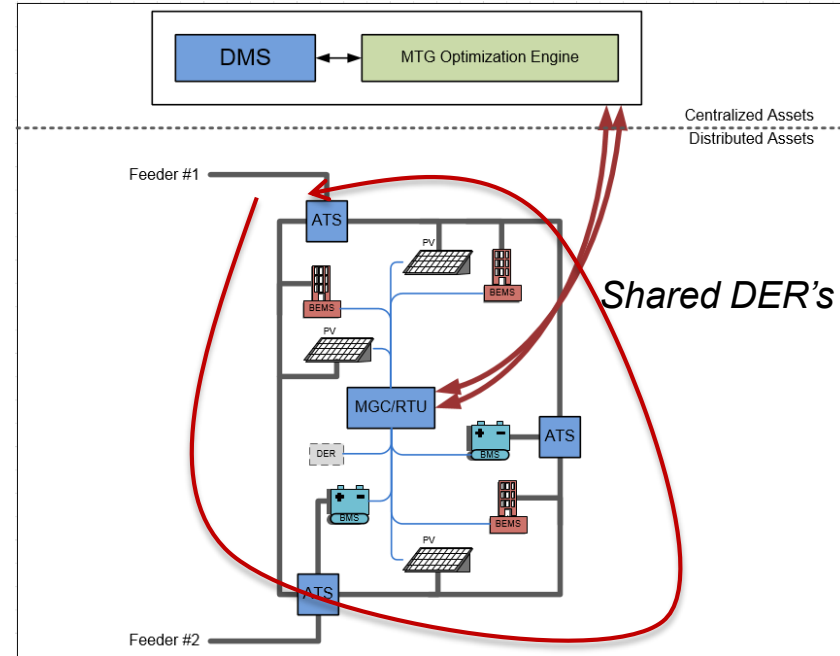 DMS
MTG Optimization Engine
Centralized Assets
Distributed Assets
Feeder #1
ATS
PV
BEMS
BEMS
Shared DER's
PV
MGC/RTU
ATS
BMS
DER
BMS
BEMS
PV
ATS
Feeder #2